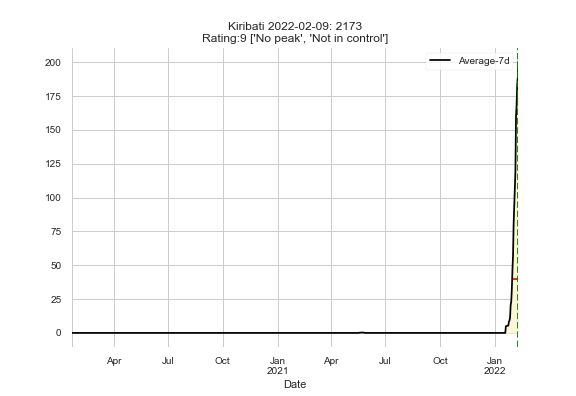 Kiribati 2022-02-09: 2173
Rating:9 ['No peak', 'Not in control']
Average-7d
200
175
150
125
100
75
50
25
0
Apr Jul Oct Jan Apr Jul Oct Jan
2021 2022
Date